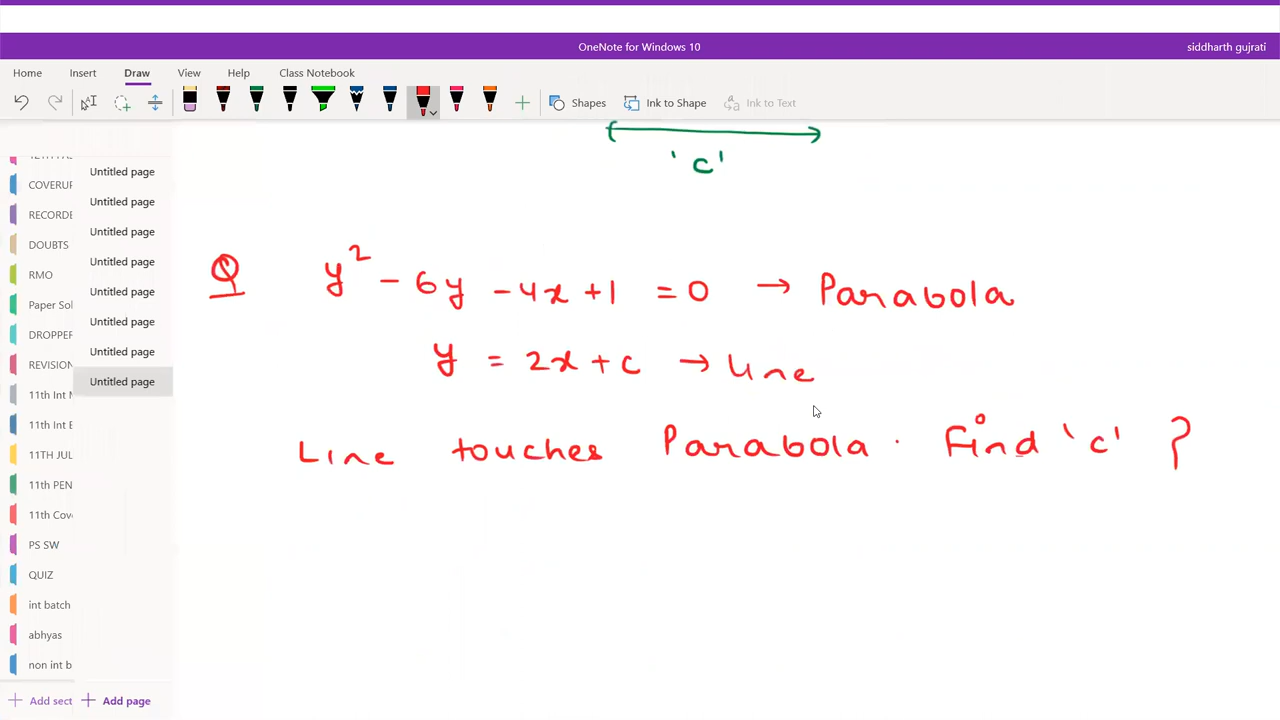 OneNote for Windows 10
siddharth gujrati
Home Insert Draw View Help Class Notebook
Shapes Ink to Shape Ink to Text
'c'
COVERUP
RECORDE
DOUBTS
RMO
Paper Sol
DROPPER
REVISION
11th Int M
11th Int B
11TH JUL
11th PEN
11th Cove
PS SW
QUIZ
int batch
abhyas
non int b
Add sect
Untitled page
Untitled page
Untitled page
Untitled page
Untitled page
Untitled page
Untitled page
Untitled page
Add page
Q y² - 6y - 4x + 1 = 0 → Parabola
y = 2x + c → Line
Line touches Parabola. Find 'c' ?